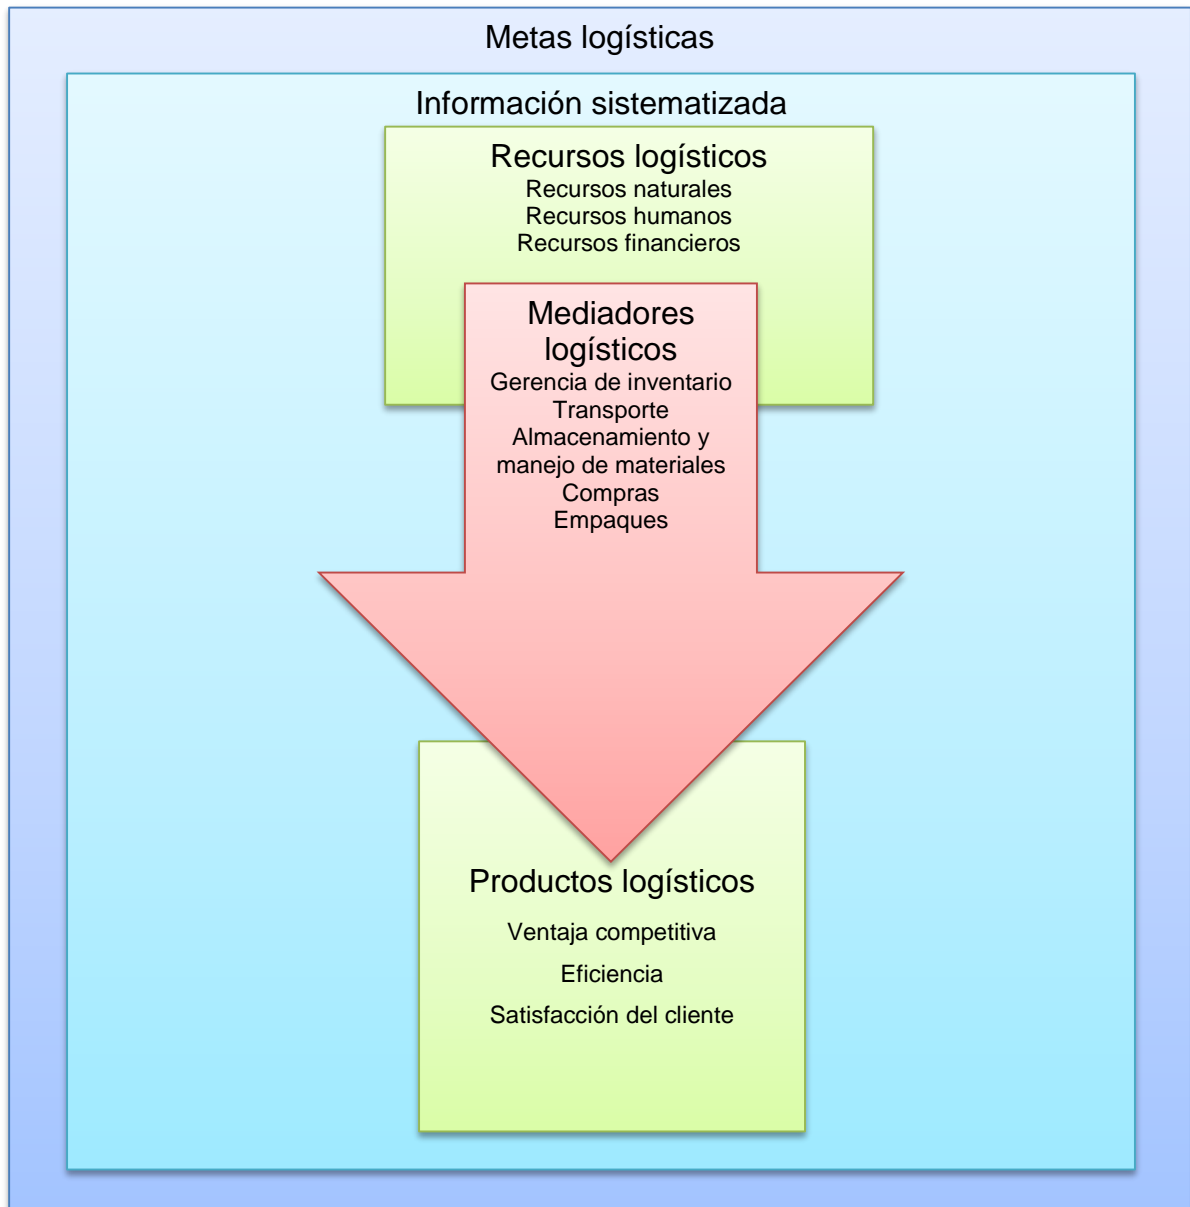 Metas logísticas
Información sistematizada
Recursos logísticos
Recursos naturales
Recursos humanos
Recursos financieros
Mediadores
logísticos
Gerencia de inventario
Transporte
Almacenamiento y
manejo de materiales
Compras
Empaques
Productos logísticos
Ventaja competitiva
Eficiencia
Satisfacción del cliente